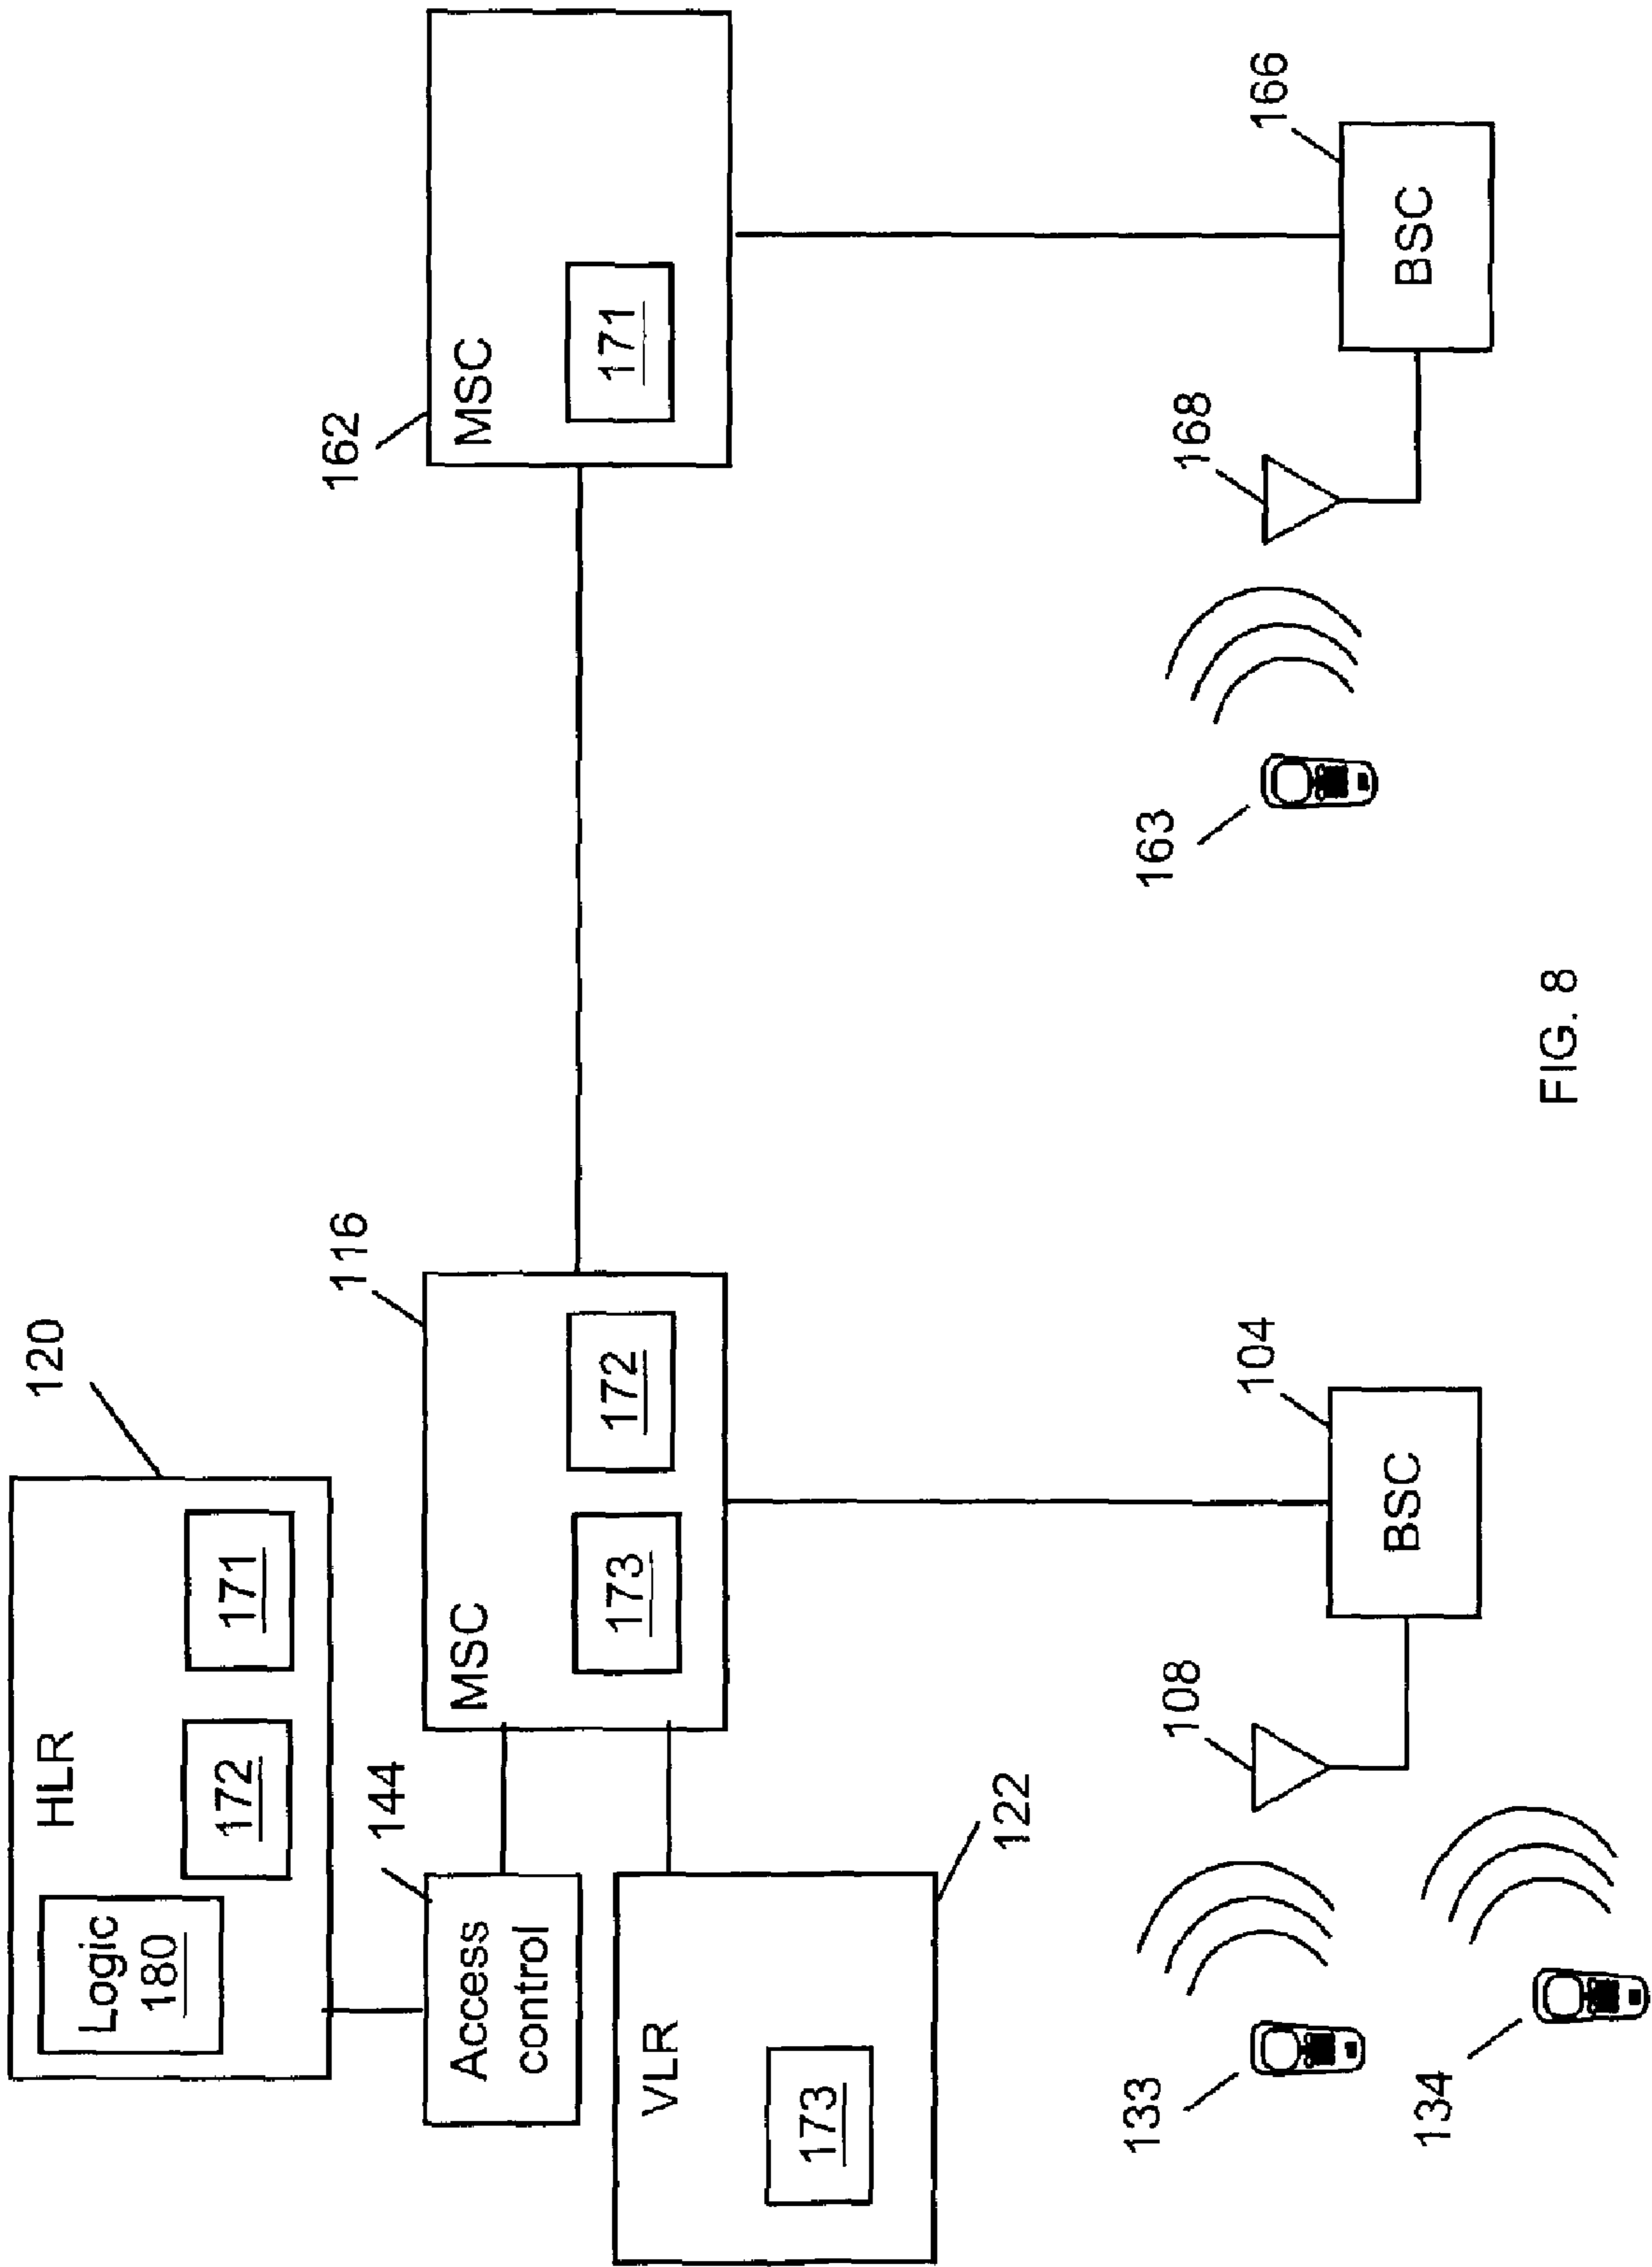 120
HLR
Logic
180
172
171
144
Access
control
116
MSC
173
172
162
MSC
171
VLR
173
122
108
104
BSC
133
134
163
168
166
BSC
FIG. 8